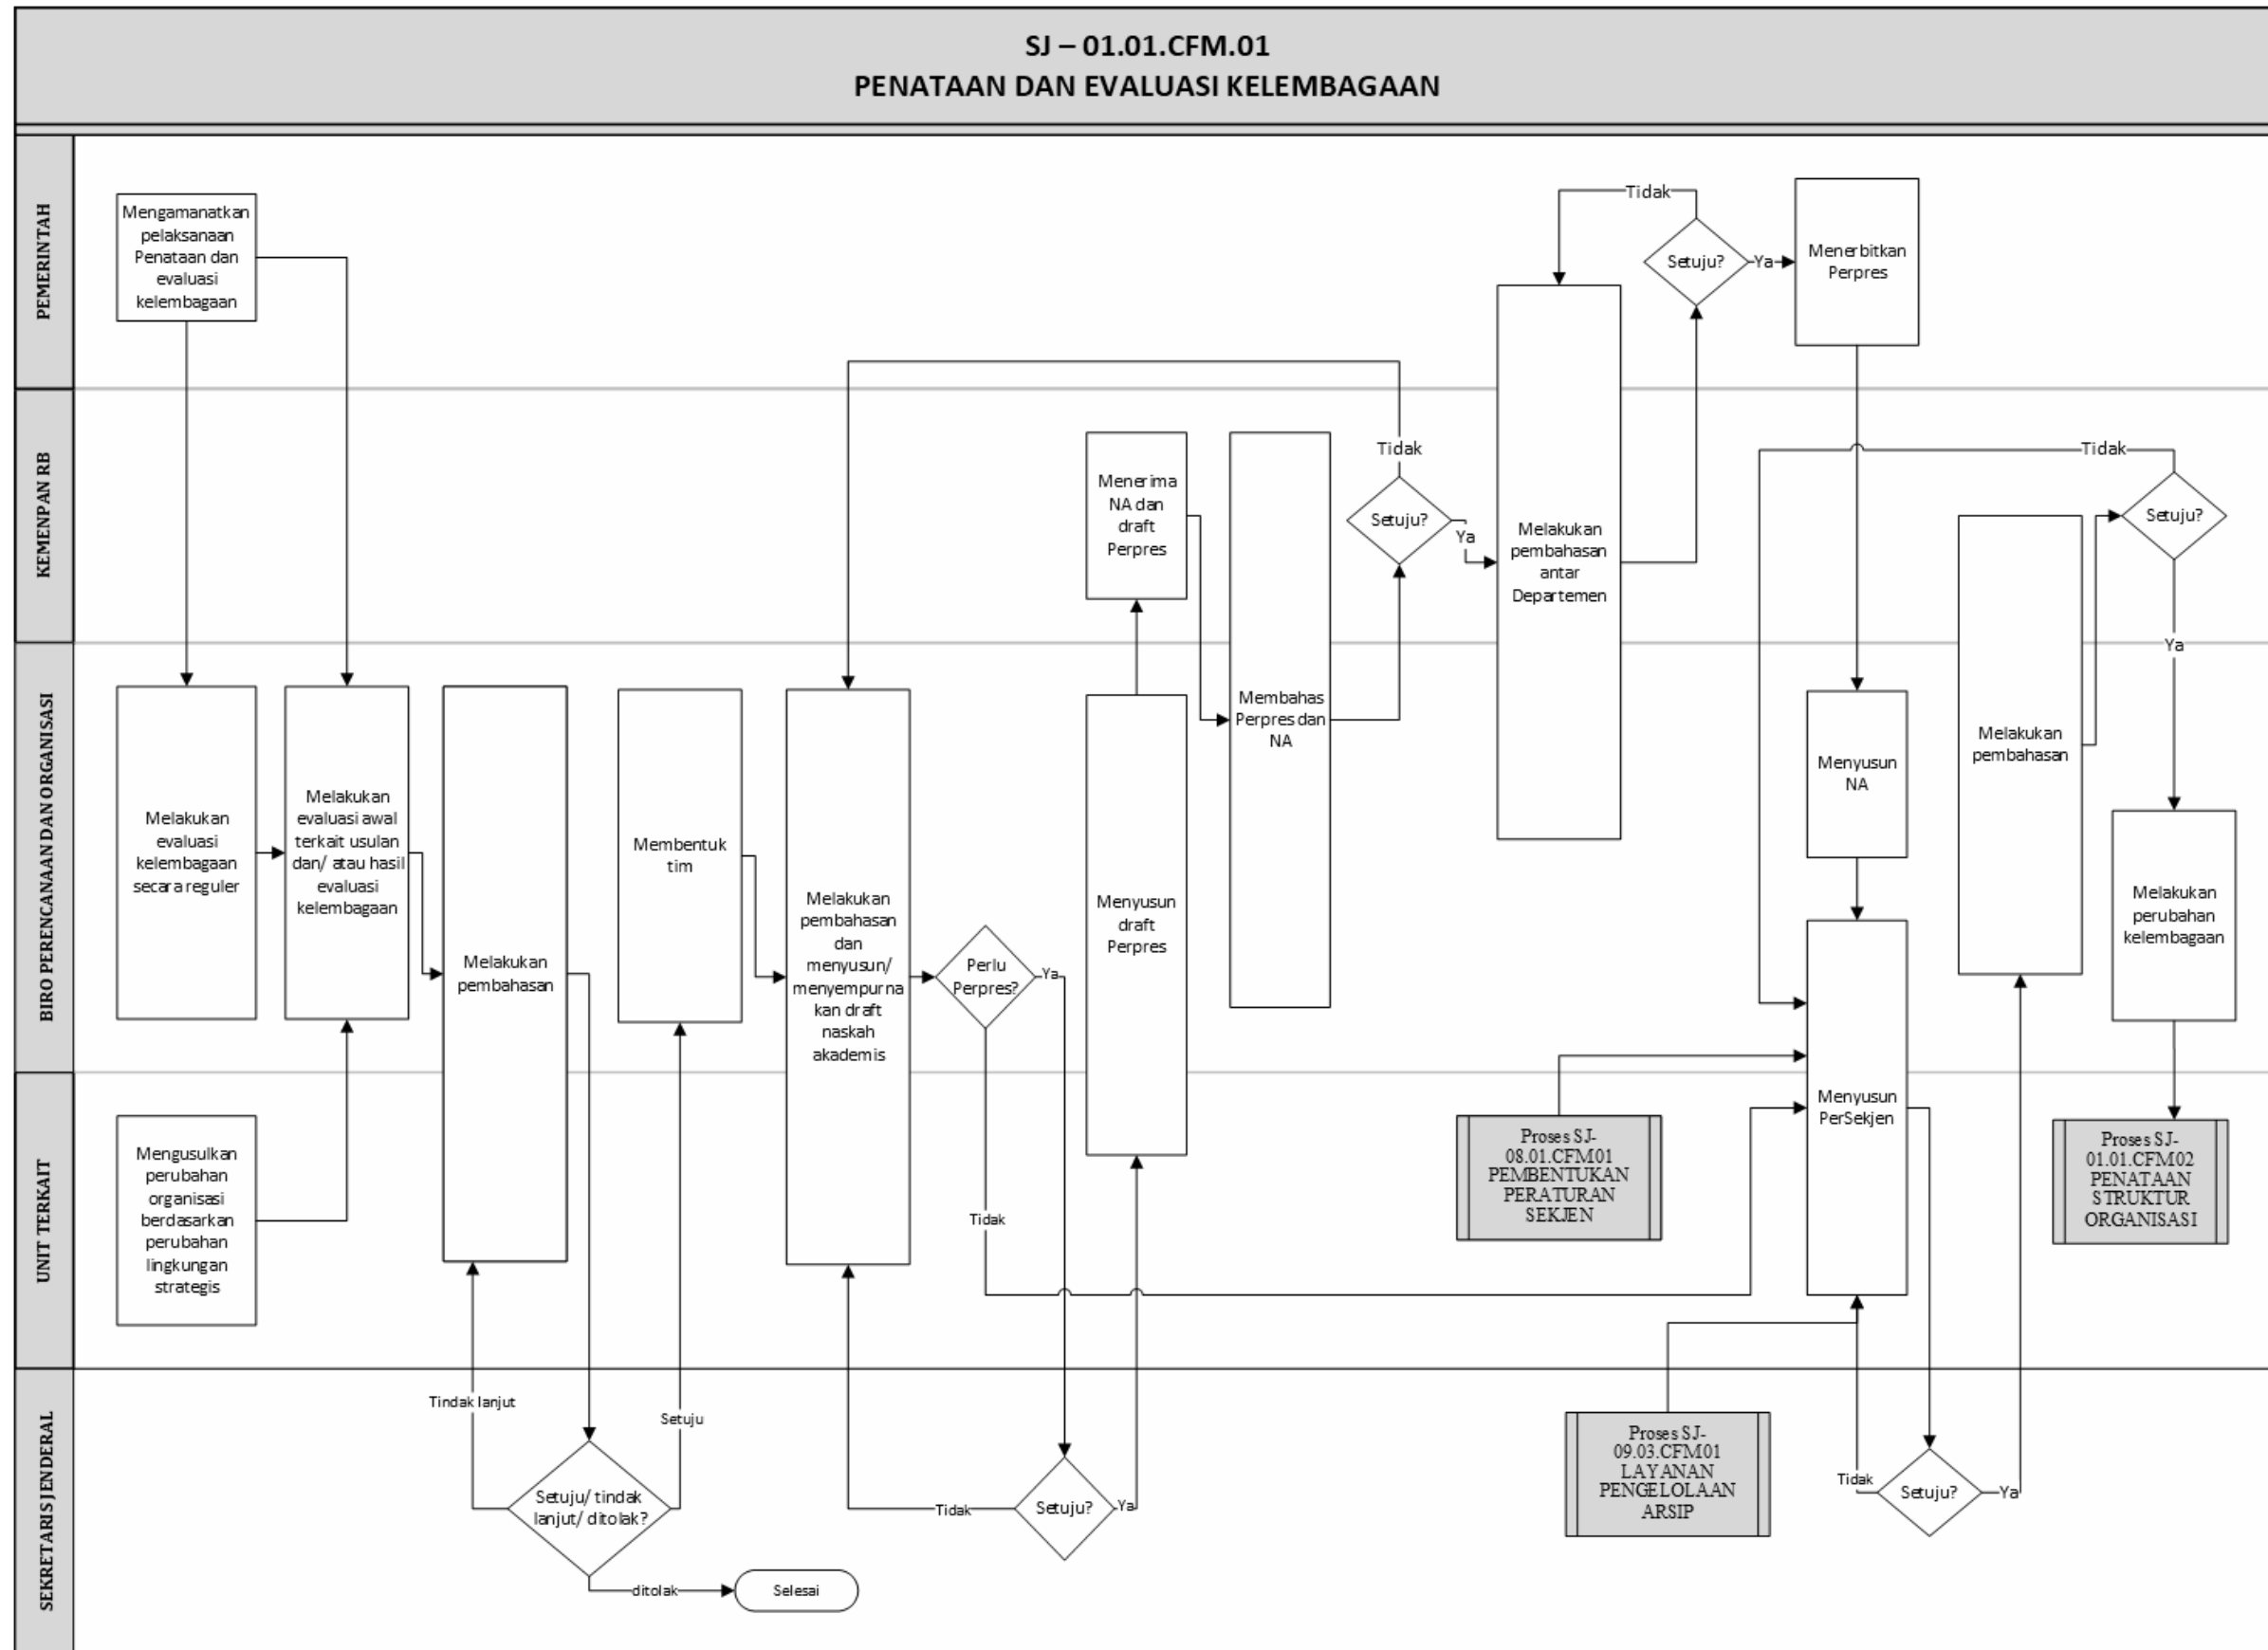 SJ – 01.01.CFM.01
PENATAAN DAN EVALUASI KELEMBAGAAN
PEMERINTAH
Mengamanatkan
pelaksanaan
Penataan dan
evaluasi
kelembagaan
Tidak
Setuju?
Ya
Menerbitkan
Perpres
KEMENPAN RB
Menerima
NA dan
draft
Perpres
Tidak
Setuju?
Ya
Melakukan
pembahasan
antar
Departemen
Tidak
Setuju?
Ya
BIRO PERENCANAAN DAN ORGANISASI
Melakukan
evaluasi
kelembagaan
secara reguler
Melakukan
evaluasi awal
terkait usulan
dan/ atau hasil
evaluasi
kelembagaan
Melakukan
pembahasan
Membentuk
tim
Melakukan
pembahasan
dan
menyusun/
menyempurna
kan draft
naskah
akademis
Perlu
Perpres?
Ya
Tidak
Menyusun
draft
Perpres
Membahas
Perpres dan
NA
Menyusun
NA
Melakukan
pembahasan
Melakukan
perubahan
kelembagaan
UNIT TERKAIT
Mengusulkan
perubahan
organisasi
berdasarkan
perubahan
lingkungan
strategis
Proses SJ-
08.01.CFM01
PEMBENTUKAN
PERATURAN
SEKJEN
Menyusun
PerSekjen
Proses SJ-
01.01.CFM02
PENATAAN
STRUKTUR
ORGANISASI
SEKRETARIS JENDERAL
Tindak lanjut
Setuju
Setuju/ tindak
lanjut/ ditolak?
ditolak
Selesai
Tidak
Setuju?
Ya
Proses SJ-
09.03.CFM01
LAYANAN
PENGELOLAAN
ARSIP
Tidak
Setuju?
Ya